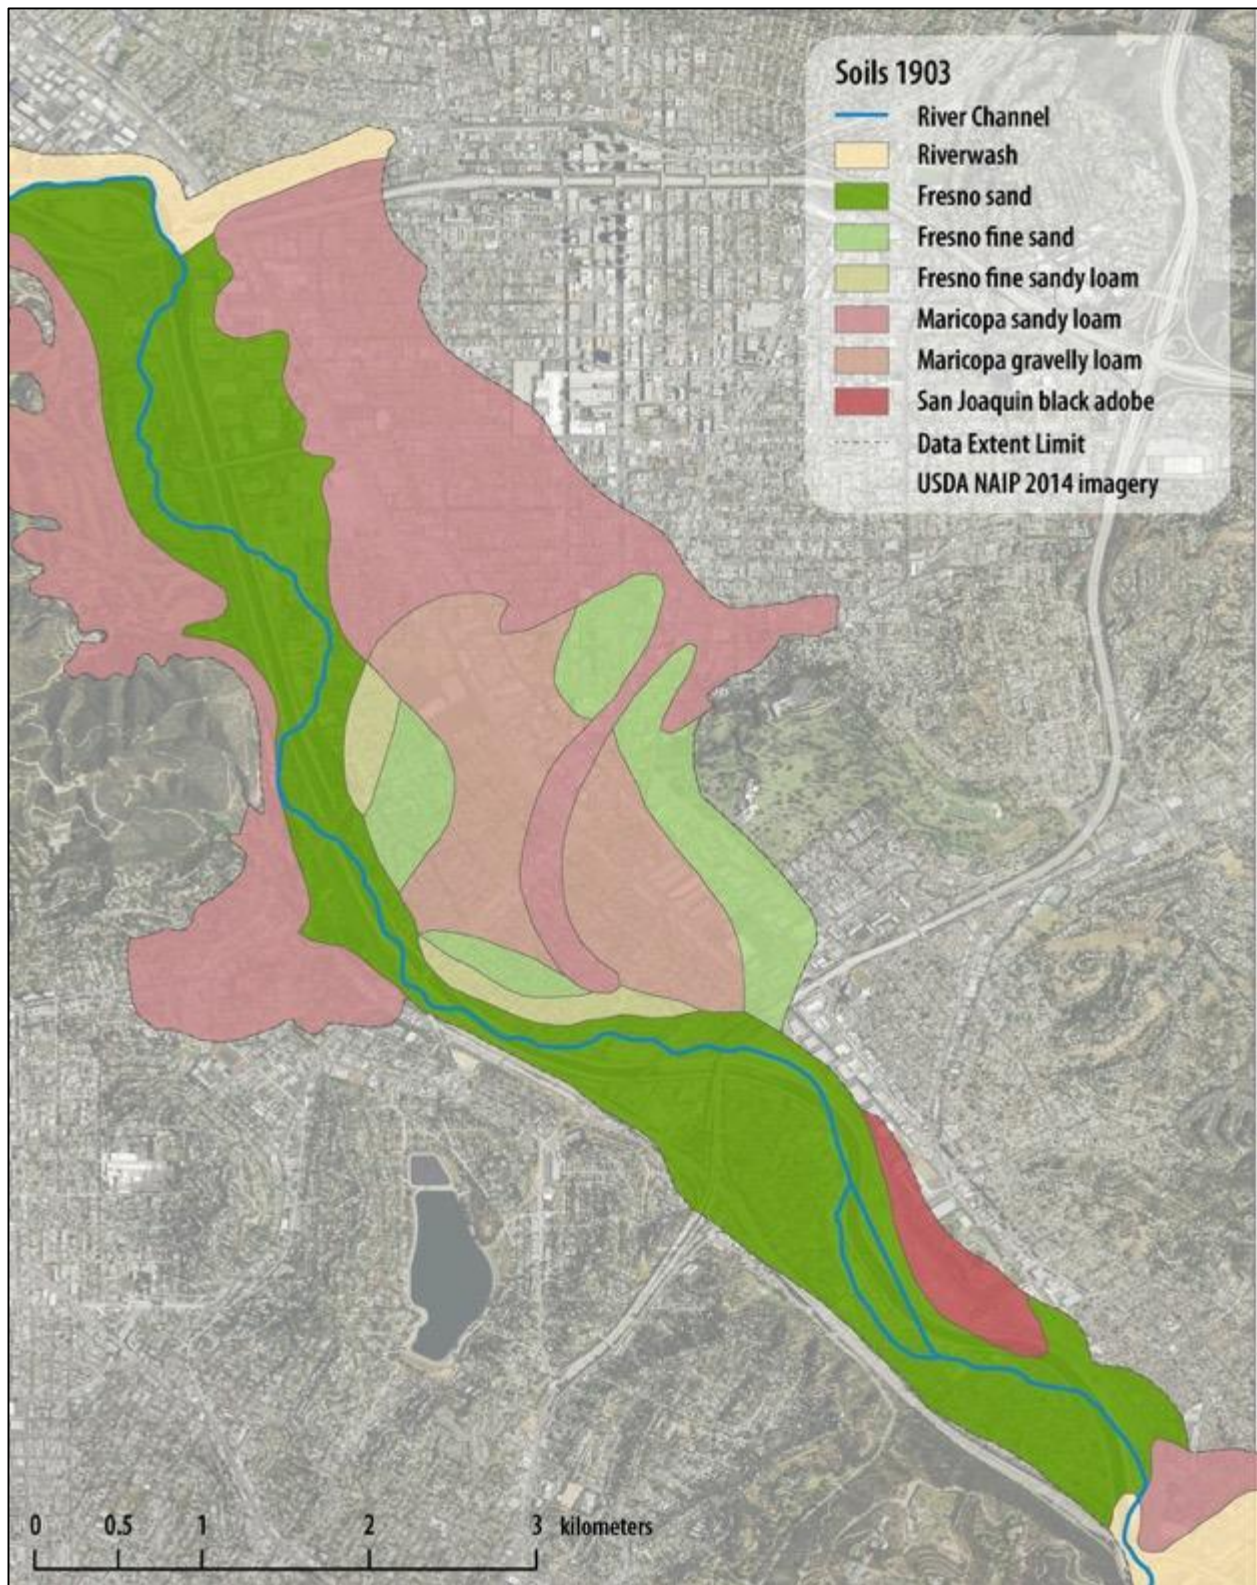 Soils 1903
River Channel
Riverwash
Fresno sand
Fresno fine sand
Fresno fine sandy loam
Maricopa sandy loam
Maricopa gravelly loam
San Joaquin black adobe
Data Extent Limit
USDA NAIP 2014 imagery
0 0.5 1 2 3 kilometers